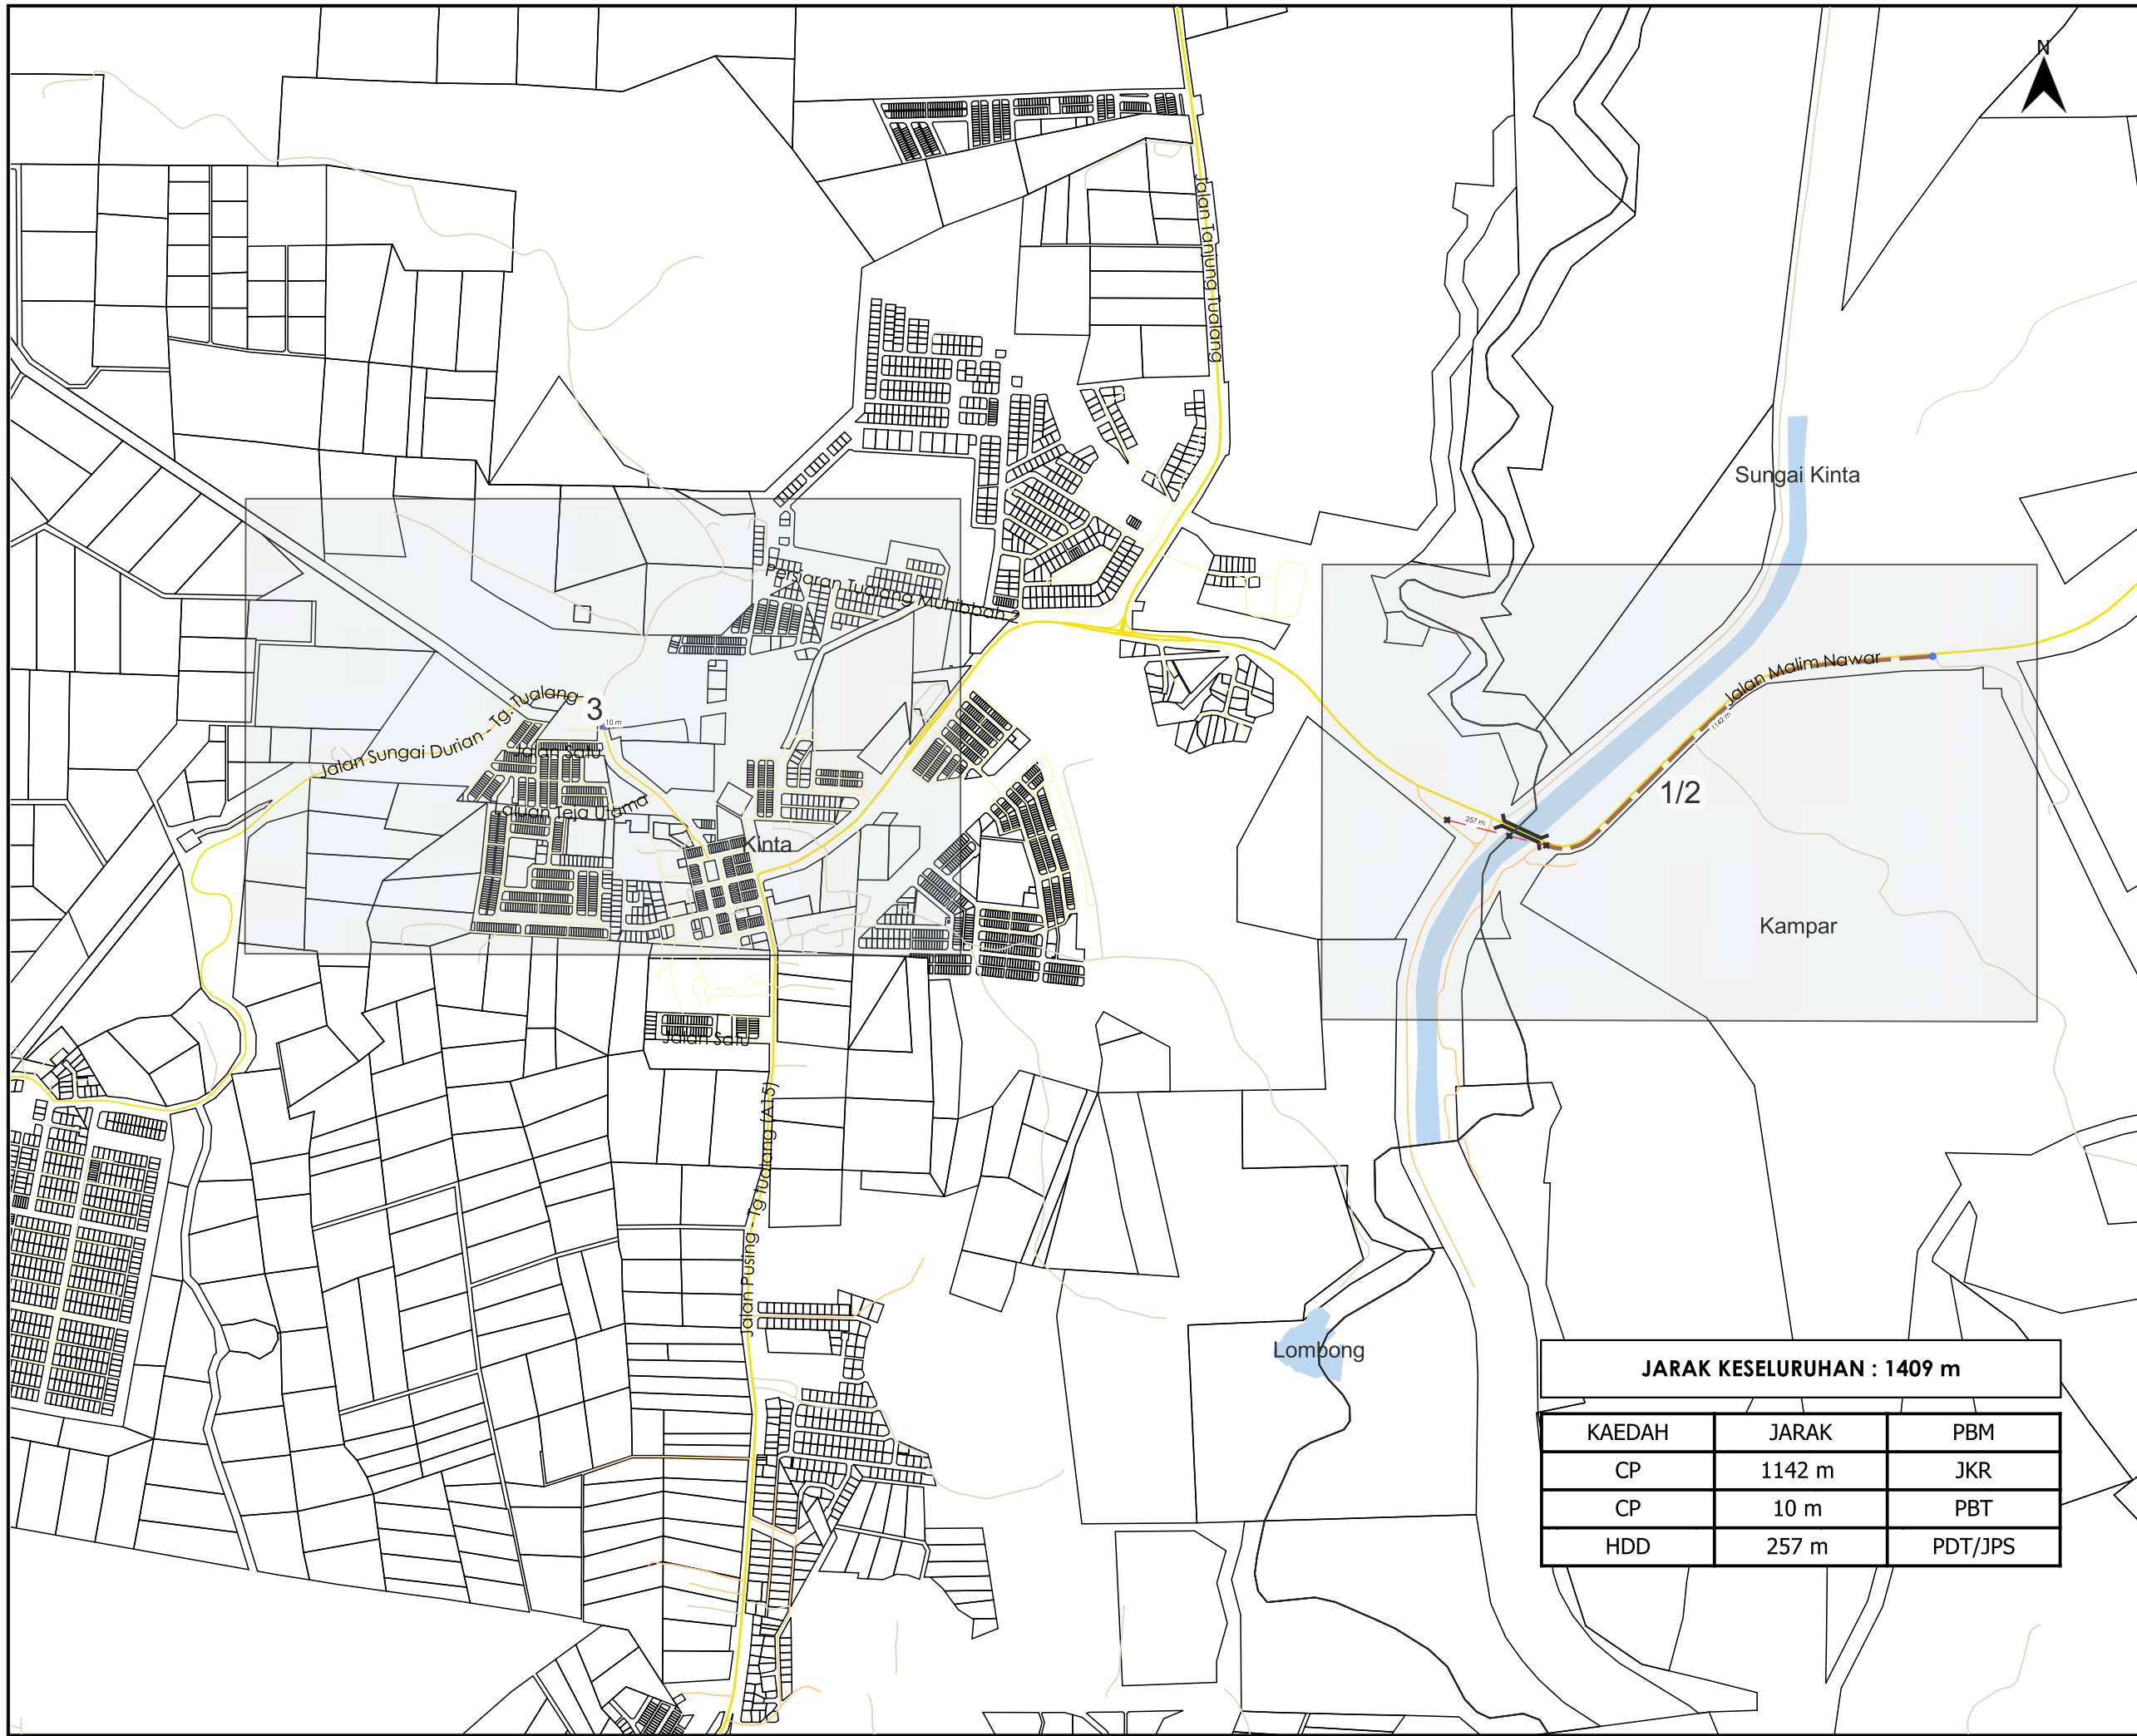 N
Jalan Tanjung Tualang
Sungai Kinta
Persiaran Tualang Muhibbah 2
Jalan Malim Nawar
1142 m
3
10 m
Jalan Sungai Durian - Tg.Tualang
Jalan Satu
Laluan Teja Utama
1/2
257 m
Kinta
Kampar
Jalan Satu
Jalan Pusing - Tg Tualang (A15)
Lombong
JARAK KESELURUHAN : 1409 m
KAEDAH JARAK PBM
CP 1142 m JKR
CP 10 m PBT
HDD 257 m PDT/JPS